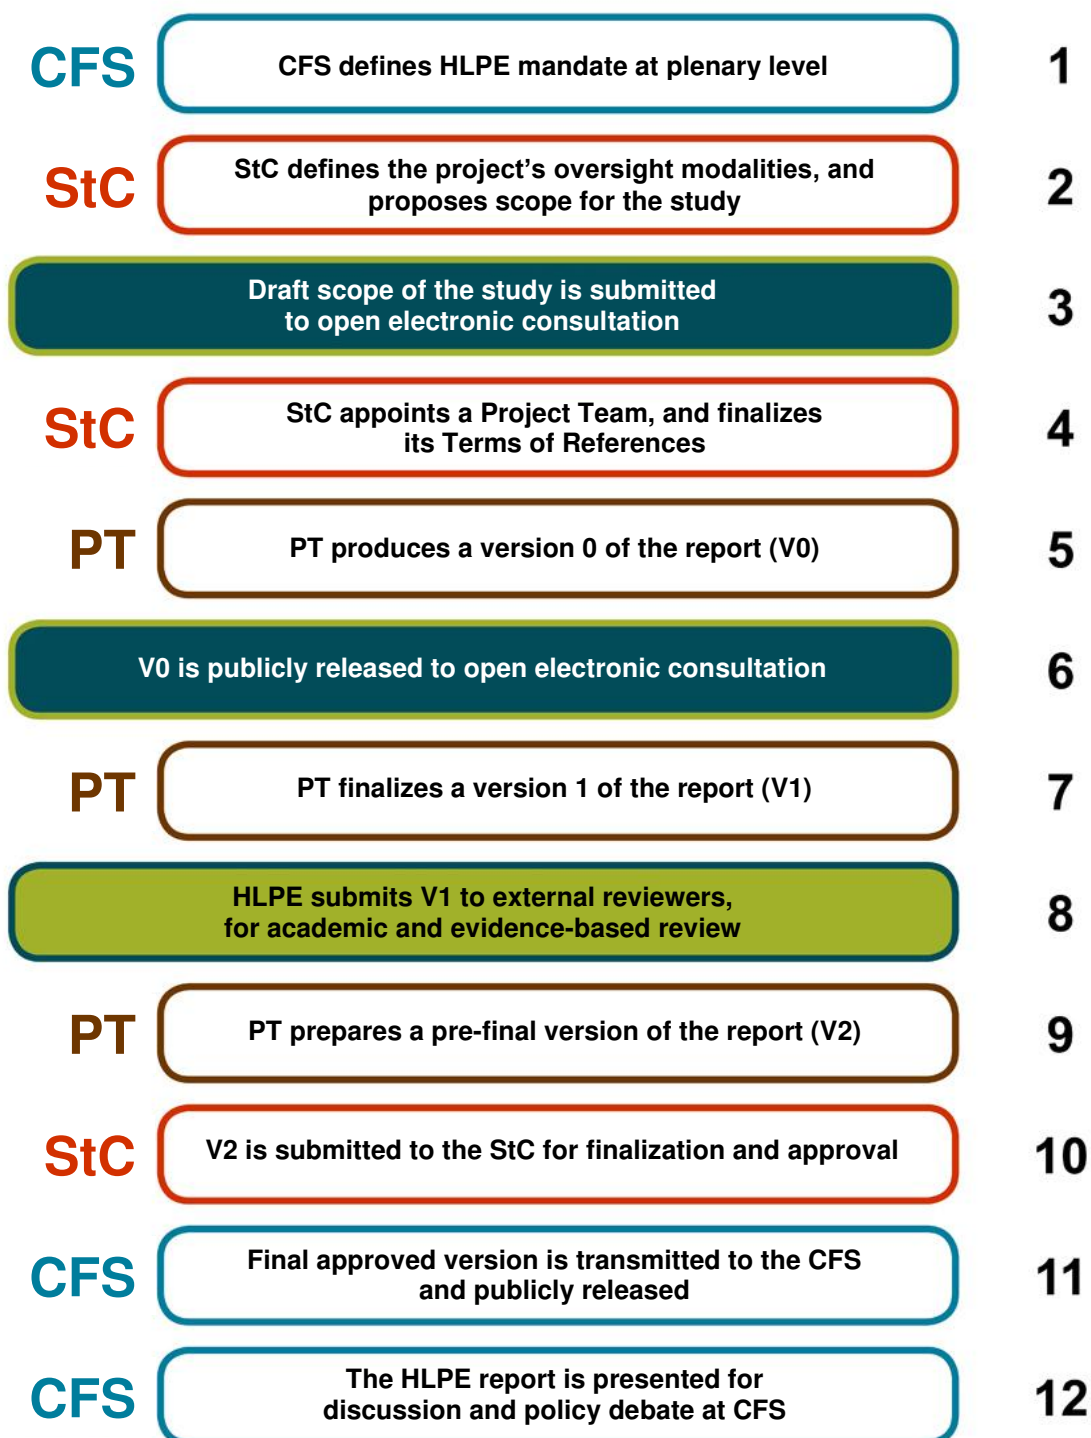 CFS
CFS defines HLPE mandate at plenary level
1
StC
StC defines the project's oversight modalities, and
proposes scope for the study
2
Draft scope of the study is submitted
to open electronic consultation
3
StC
StC appoints a Project Team, and finalizes
its Terms of References
4
PT
PT produces a version 0 of the report (V0)
5
V0 is publicly released to open electronic consultation
6
PT
PT finalizes a version 1 of the report (V1)
7
HLPE submits V1 to external reviewers,
for academic and evidence-based review
8
PT
PT prepares a pre-final version of the report (V2)
9
StC
V2 is submitted to the StC for finalization and approval
10
CFS
Final approved version is transmitted to the CFS
and publicly released
11
CFS
The HLPE report is presented for
discussion and policy debate at CFS
12